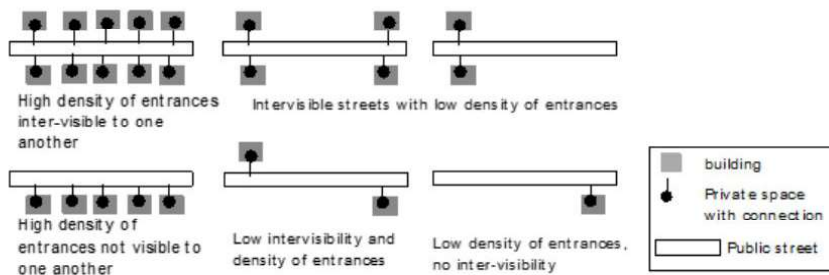 High density of entrances
inter-visible to one
another
Intervisible streets with low density of entrances
High density of
entrances not visible to
one another
Low intervisibility and
density of entrances
Low density of entrances,
no inter-visibility
building
Private space
with connection
Public street